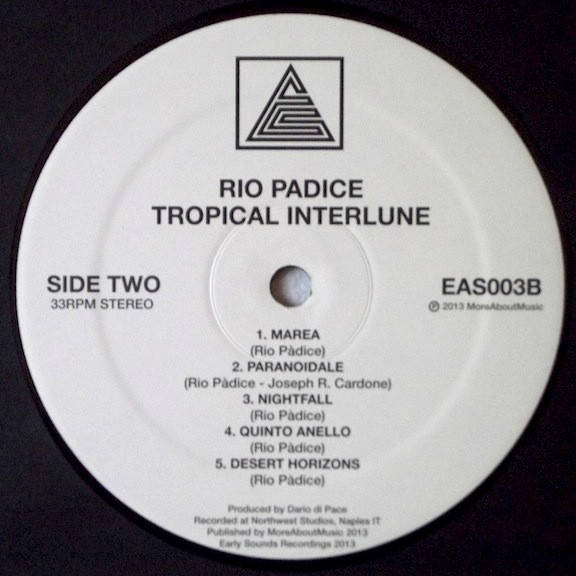 RIO PADICE
TROPICAL INTERLUNE
SIDE TWO
33RPM STEREO
EAS003B
℗ 2013 MoreAboutMusic
1. MAREA
(Rio Pàdice)
2. PARANOIDALE
(Rio Pàdice - Joseph R. Cardone)
3. NIGHTFALL
(Rio Pàdice)
4. QUINTO ANELLO
(Rio Pàdice)
5. DESERT HORIZONS
(Rio Pàdice)
Produced by Dario di Pace
Recorded at Northwest Studios, Naples IT
Published by MoreAboutMusic 2013
Early Sounds Recordings 2013